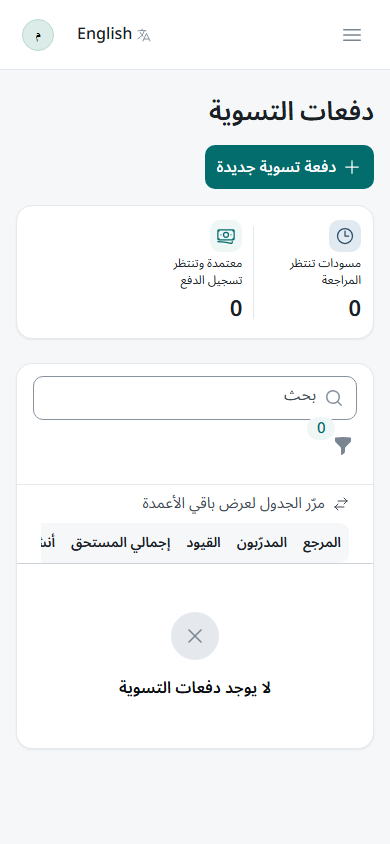 م
English
دفعات التسوية
دفعة تسوية جديدة
مسودات تنتظر
المراجعة
0
معتمدة وتنتظر
تسجيل الدفع
0
بحث
0
مرّر الجدول لعرض باقي الأعمدة
المرجع المدرّبون القيود إجمالي المستحق أنش
لا يوجد دفعات التسوية